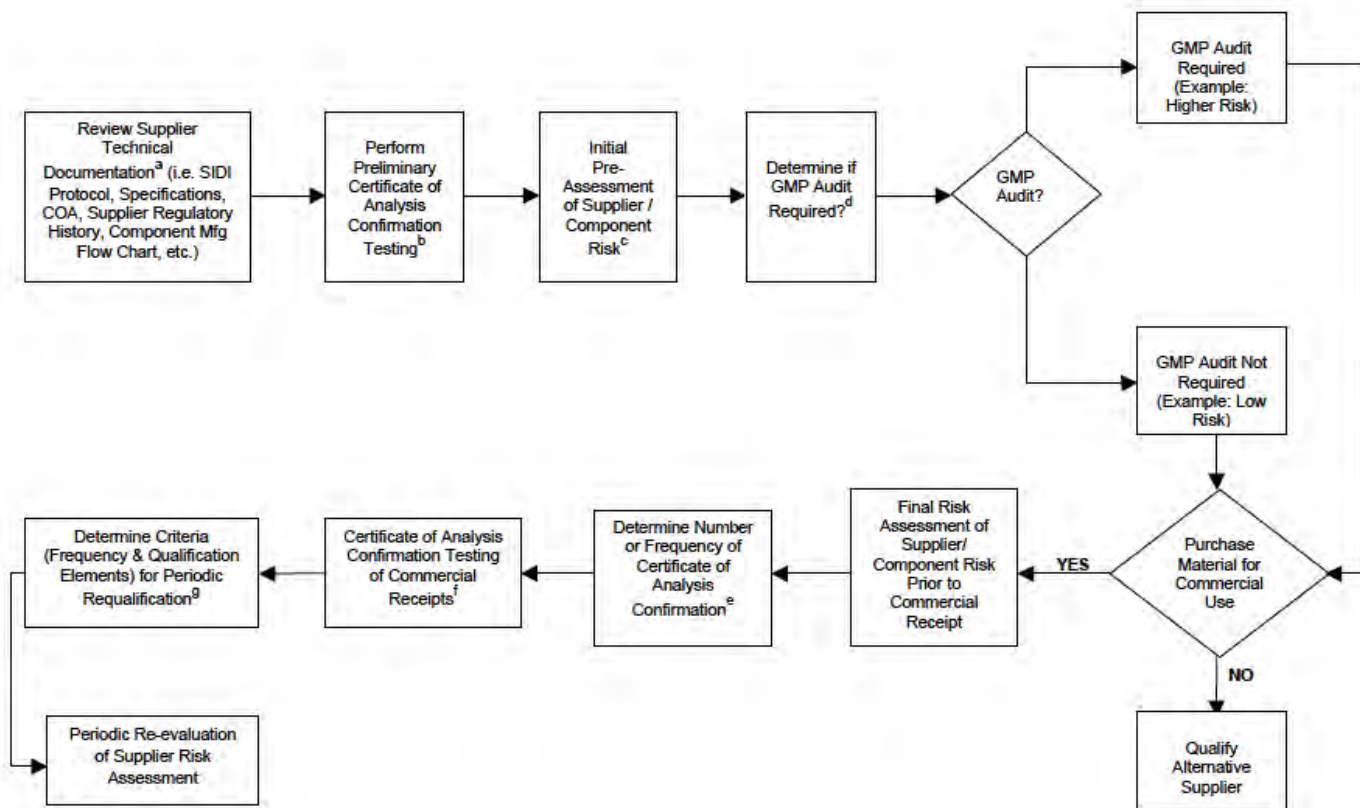 Review Supplier
Technical
Documentationa (i.e. SIDI
Protocol, Specifications,
COA, Supplier Regulatory
History, Component Mfg
Flow Chart, etc.)
Perform
Preliminary
Certificate of
Analysis
Confirmation
Testingb
Initial
Pre-
Assessment
of Supplier /
Component
Riskc
Determine if
GMP Audit
Required?d
GMP
Audit?
GMP Audit
Required
(Example:
Higher Risk)
GMP Audit Not
Required
(Example: Low
Risk)
Purchase
Material for
Commercial
Use
YES
NO
Qualify
Alternative
Supplier
Final Risk
Assessment of
Supplier/
Component Risk
Prior to
Commercial
Receipt
Determine Number
or Frequency of
Certificate of
Analysis
Confirmatione
Certificate of Analysis
Confirmation Testing
of Commercial
Receiptsf
Determine Criteria
(Frequency & Qualification
Elements) for Periodic
Requalificationg
Periodic Re-evaluation
of Supplier Risk
Assessment